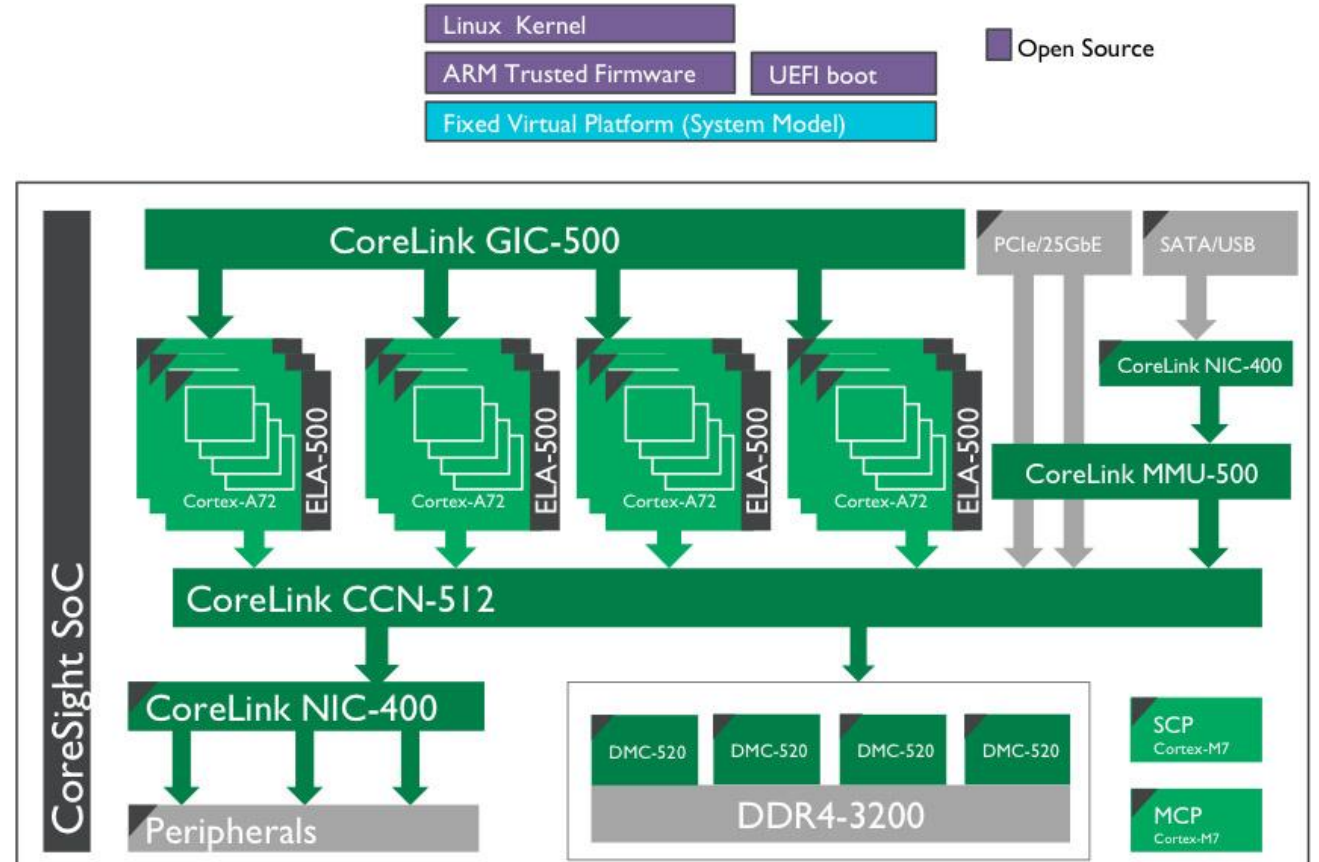 Linux Kernel
ARM Trusted Firmware
UEFI boot
Open Source
Fixed Virtual Platform (System Model)
CoreSight SoC
CoreLink GIC-500
PCIe/25GbE
SATA/USB
CoreLink NIC-400
Cortex-A72
ELA-500
Cortex-A72
ELA-500
Cortex-A72
ELA-500
Cortex-A72
ELA-500
CoreLink MMU-500
CoreLink CCN-512
CoreLink NIC-400
Peripherals
DMC-520
DMC-520
DMC-520
DMC-520
DDR4-3200
SCP
Cortex-M7
MCP
Cortex-M7